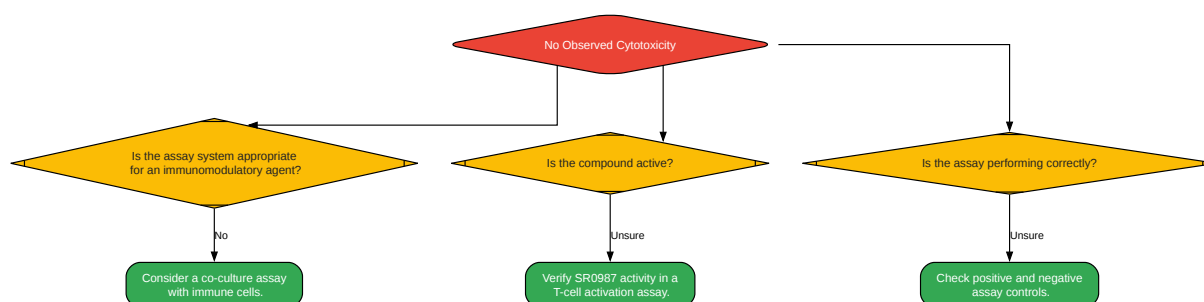 No Observed Cytotoxicity
Is the assay system appropriate
for an immunomodulatory agent?
Is the compound active?
Is the assay performing correctly?
No
Unsure
Unsure
Consider a co-culture assay
with immune cells.
Verify SR0987 activity in a
T-cell activation assay.
Check positive and negative
assay controls.